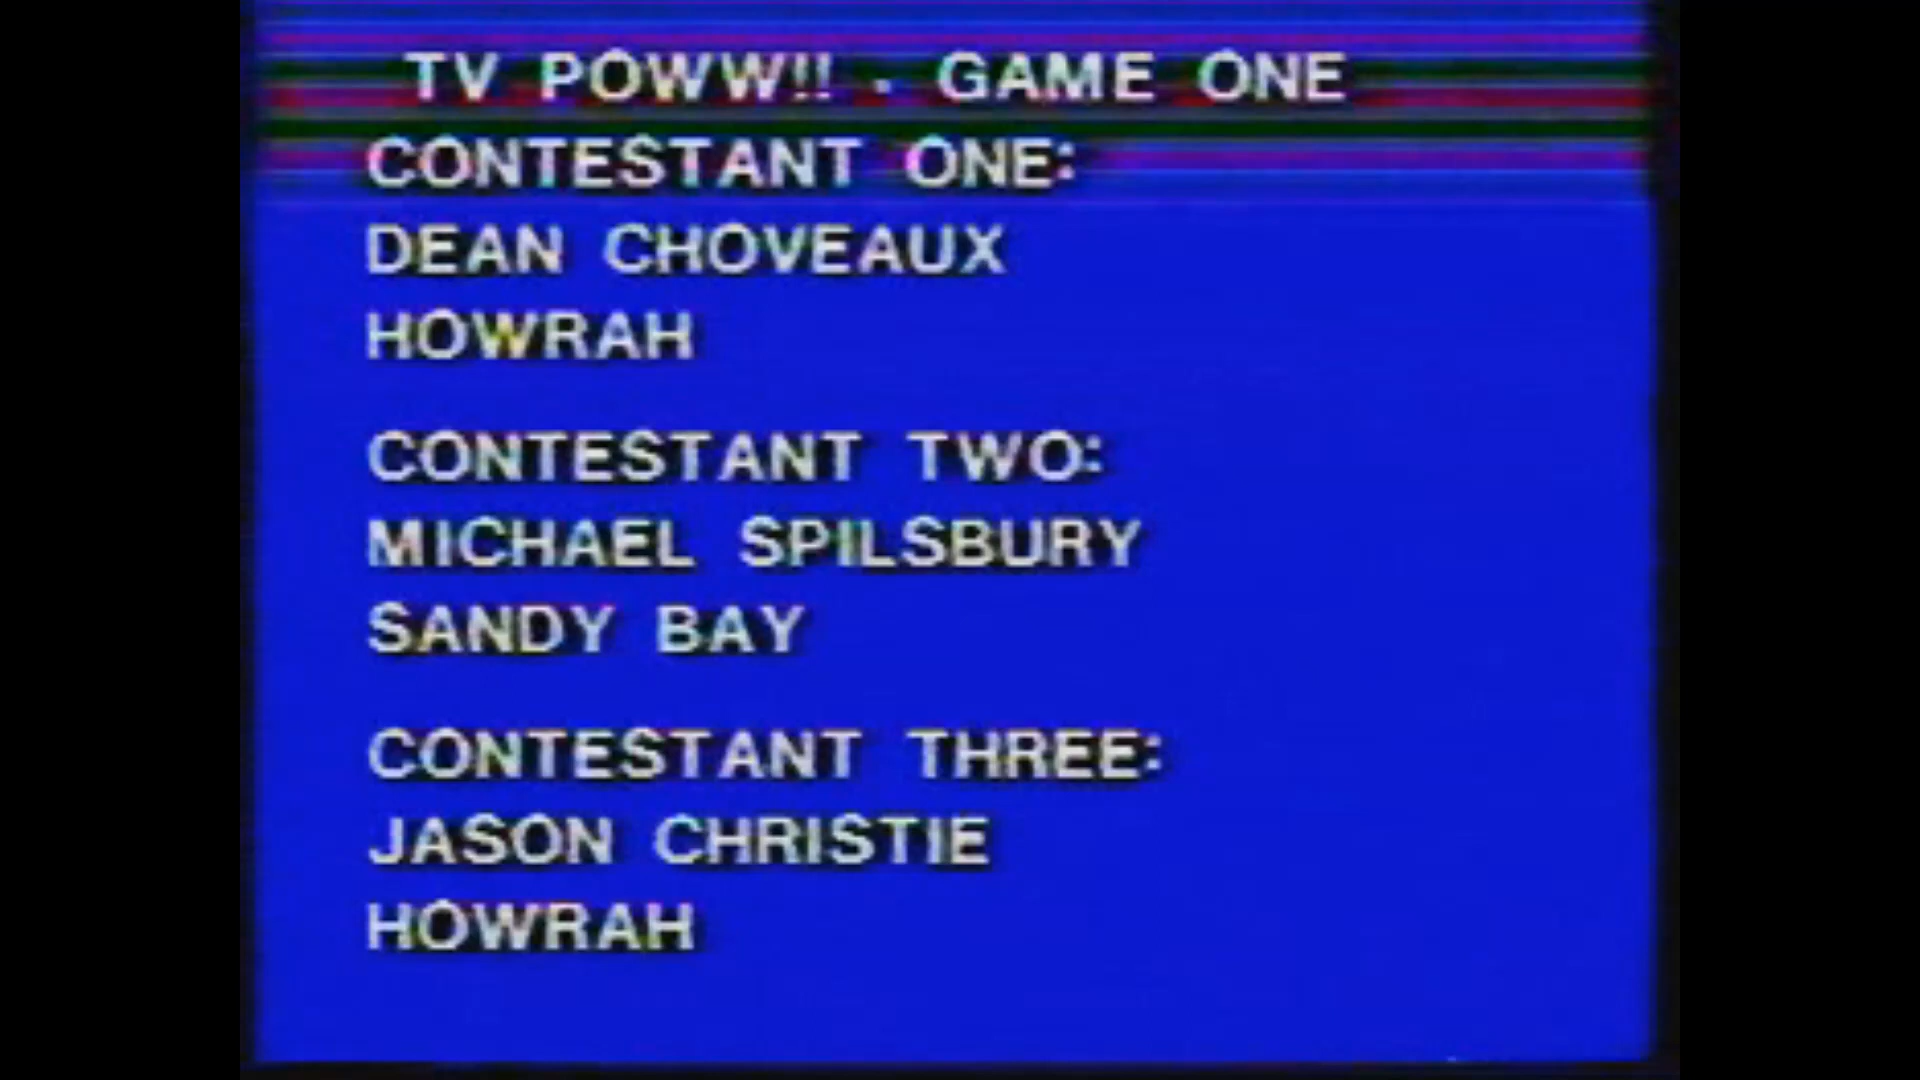 TV POWW!! - GAME ONE
CONTESTANT ONE:
DEAN CHOVEAUX
HOWRAH
CONTESTANT TWO:
MICHAEL SPILSBURY
SANDY BAY
CONTESTANT THREE:
JASON CHRISTIE
HOWRAH